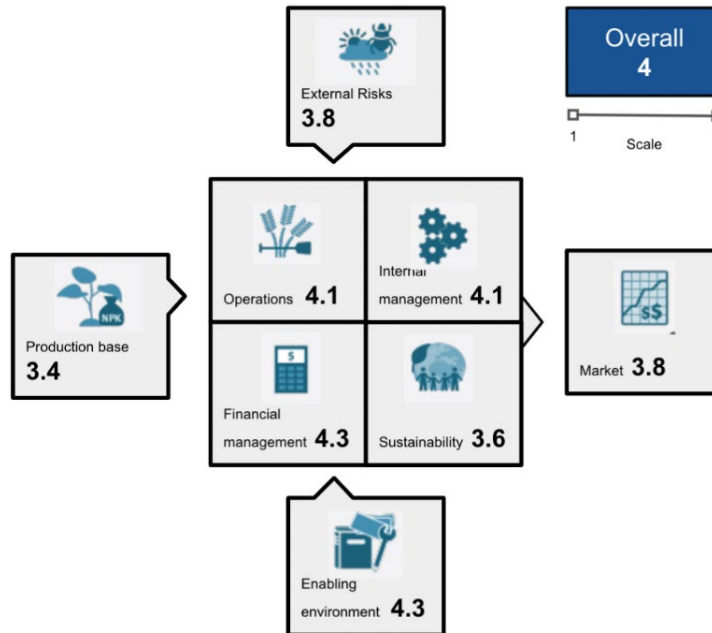 External Risks
3.8
Overall
4
1
Scale
Operations 4.1
Internal
management 4.1
Production base
3.4
NPK
Market 3.8
$$
$
Financial
management 4.3
Sustainability 3.6
Enabling
environment 4.3